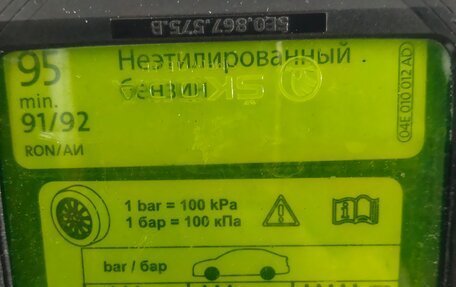 5E0.867.575.B
95 Неэтилированный
min. бензин
91/92
RON/АИ
04E 010 012 AD
SKODA
1 bar = 100 kPa
1 бар = 100 кПа
bar / бар